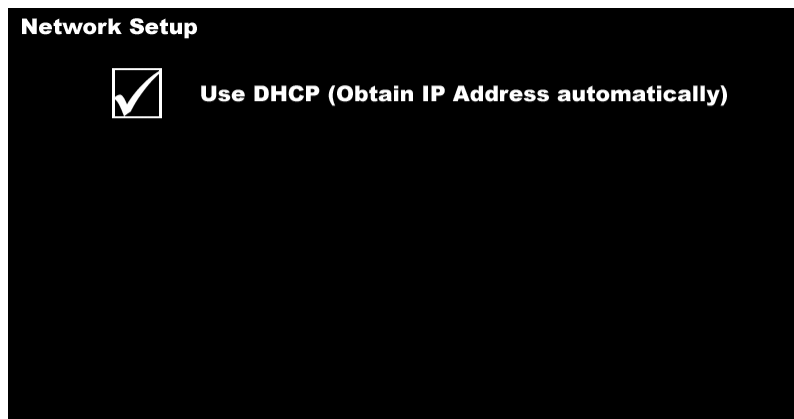 Network Setup
Use DHCP (Obtain IP Address automatically)